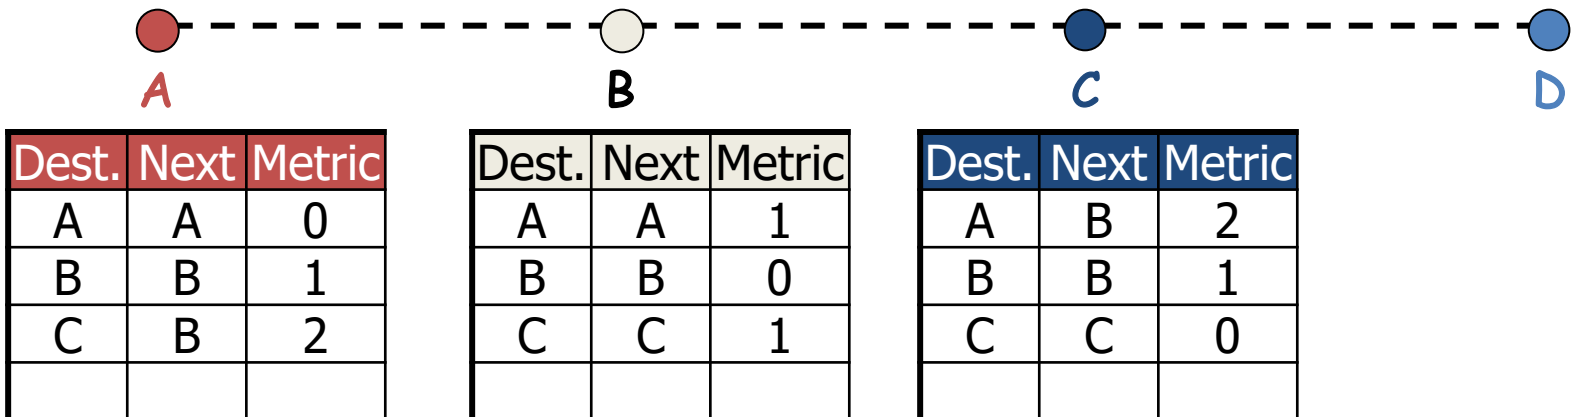 A B C D
Dest. Next Metric Dest. Next Metric Dest. Next Metric
A A 0 A A 1 A B 2
B B 1 B B 0 B B 1
C B 2 C C 1 C C 0